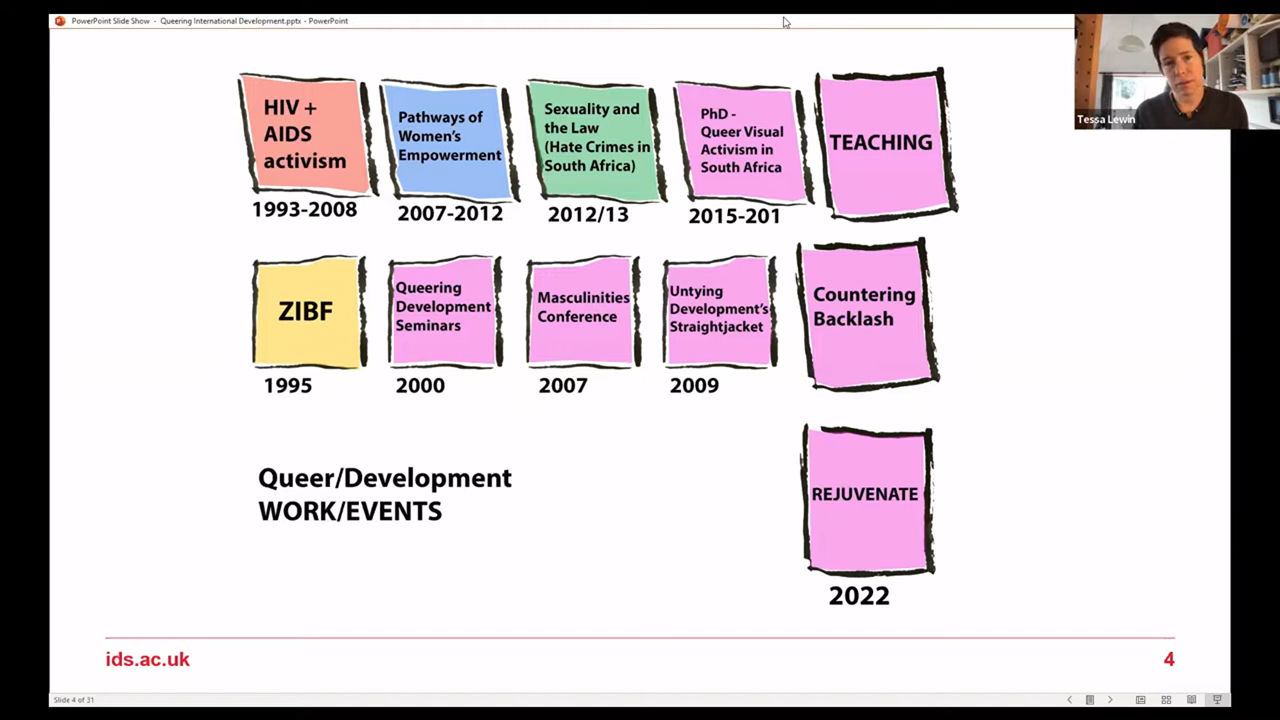 PowerPoint Slide Show - Queering International Development.pptx - PowerPoint
Tessa Lewin
HIV +
AIDS
activism
1993-2008
Pathways of
Women's
Empowerment
2007-2012
Sexuality and
the Law
(Hate Crimes in
South Africa)
2012/13
PhD -
Queer Visual
Activism in
South Africa
2015-201
TEACHING
ZIBF
1995
Queering
Development
Seminars
2000
Masculinities
Conference
2007
Untying
Development's
Straightjacket
2009
Countering
Backlash
Queer/Development
WORK/EVENTS
REJUVENATE
2022
ids.ac.uk
4
Slide 4 of 31